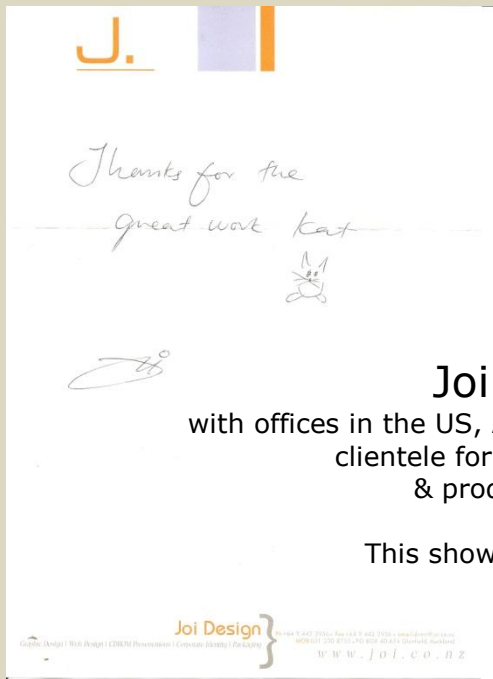 J.
Thanks for the
great work Kat
Joi
with offices in the US,
clientele for
& prod
This show
Joi Design
Graphic Design | Web Design | CDROM Presentations | Corporate Identity | Packaging
www.joi.co.nz